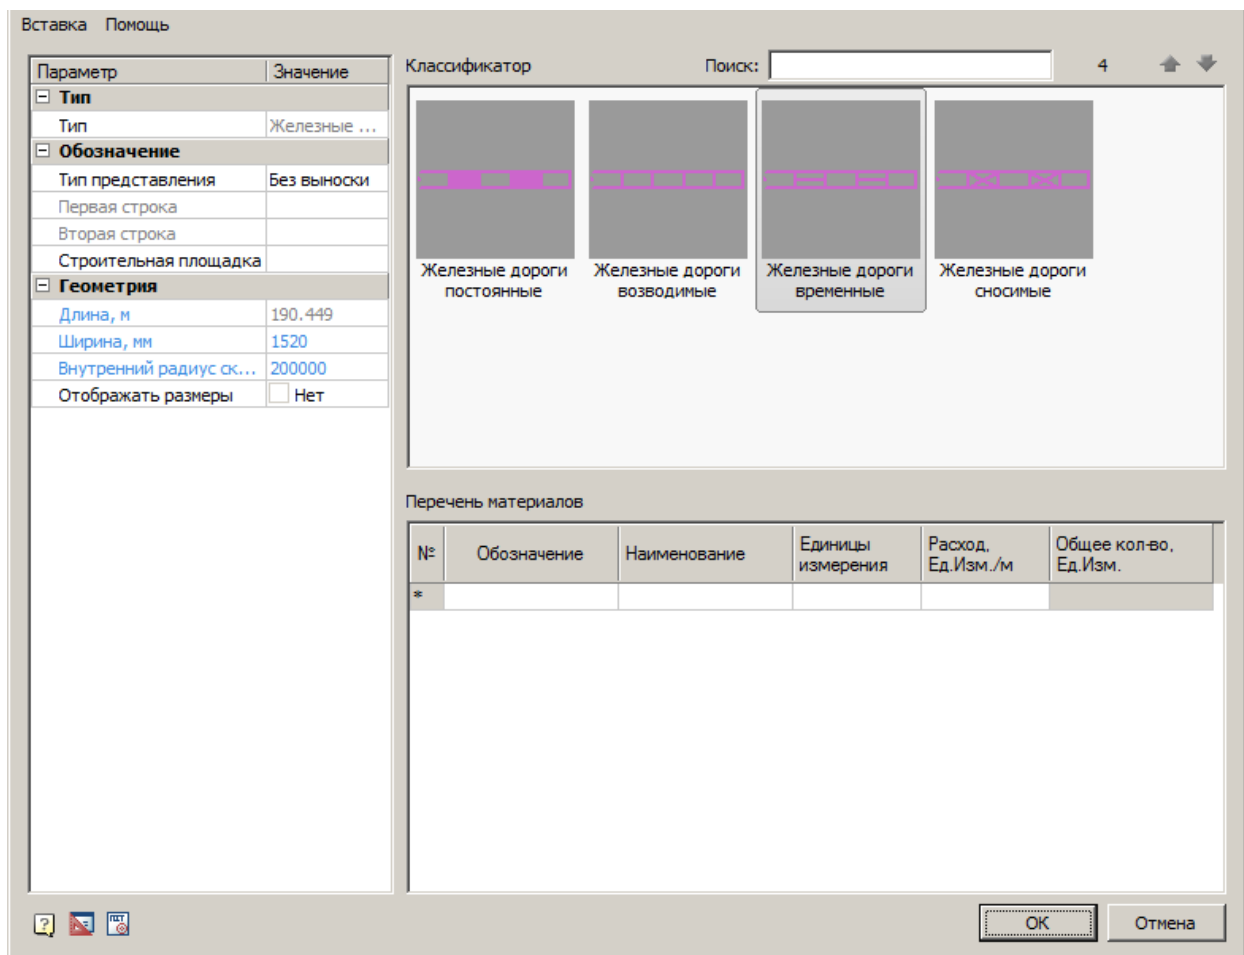 Вставка Помощь
Параметр Значение
Тип
Тип Железные ...
Обозначение
Тип представления Без выноски
Первая строка
Вторая строка
Строительная площадка
Геометрия
Длина, м 190.449
Ширина, мм 1520
Внутренний радиус ск... 200000
Отображать размеры Нет
Классификатор Поиск: 4
Железные дороги
постоянные
Железные дороги
возводимые
Железные дороги
временные
Железные дороги
сносимые
Перечень материалов
№ Обозначение Наименование
Единицы
измерения
Расход,
Ед.Изм./м
Общее кол-во,
Ед.Изм.
*
ОК Отмена